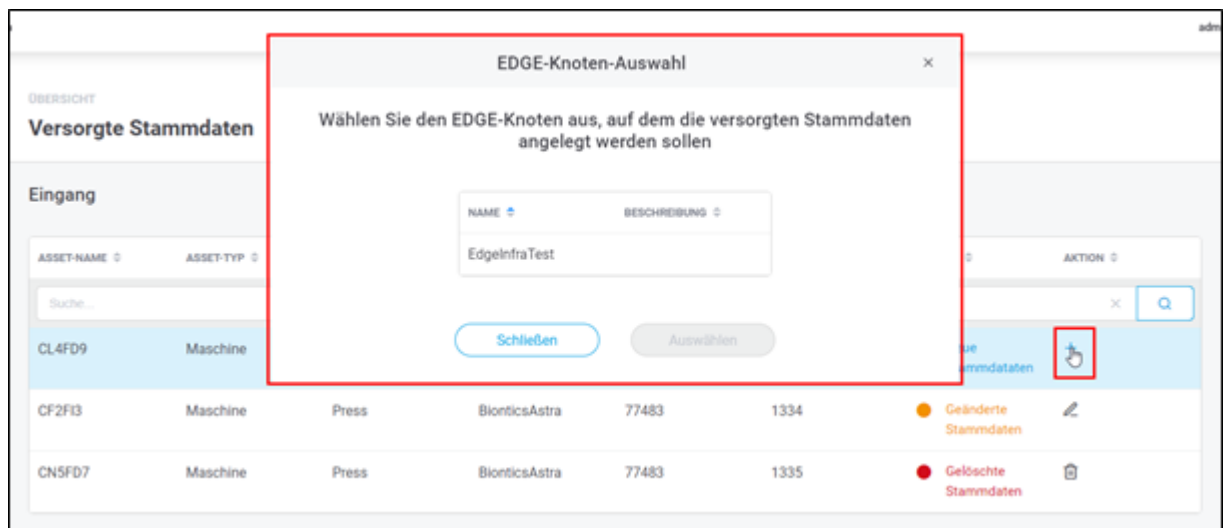 adm
EDGE-Knoten-Auswahl
ÜBERSICHT
Versorgte Stammdaten
Wählen Sie den EDGE-Knoten aus, auf dem die versorgten Stammdaten
angelegt werden sollen
Eingang
NAME BESCHREIBUNG
EdgeInfraTest
ASSET-NAME ASSET-TYP AKTION
Suche...
Schließen Auswählen
CL4FD9 Maschine ue
ammdataten
CF2FI3 Maschine Press BionticsAstra 77483 1334 Geänderte
Stammdaten
CN5FD7 Maschine Press BionticsAstra 77483 1335 Gelöschte
Stammdaten